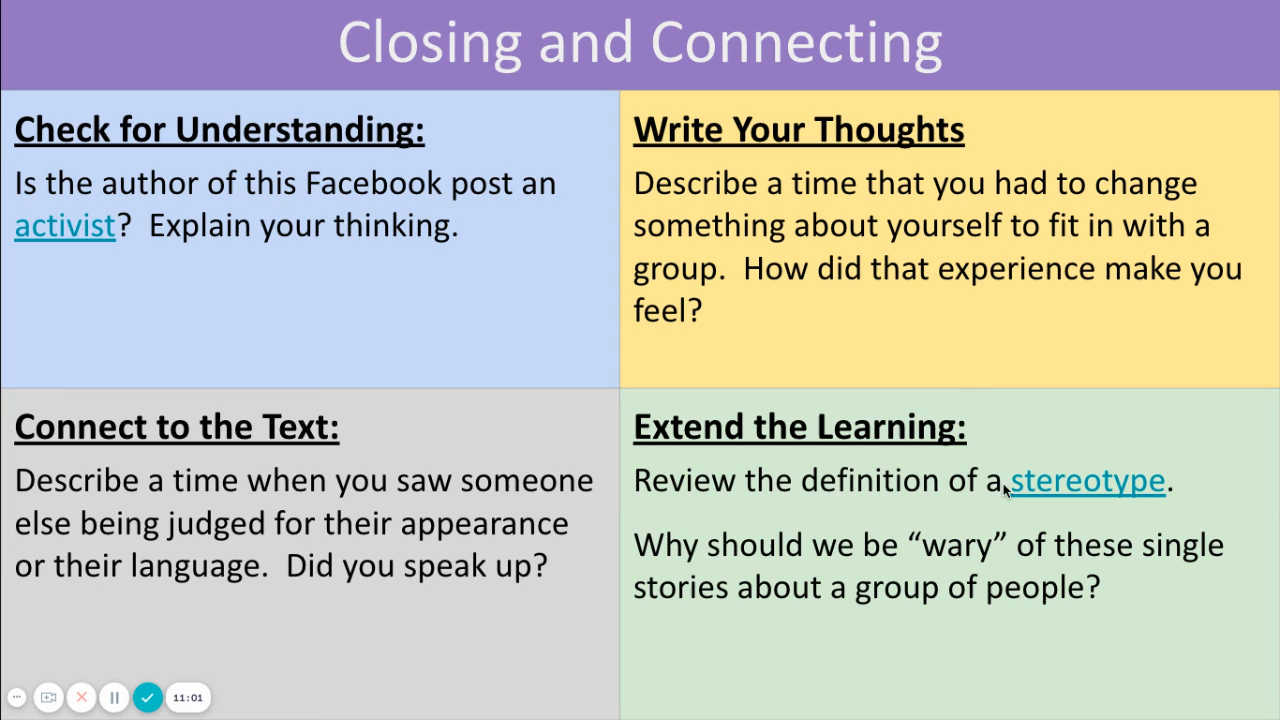 Closing and Connecting
Check for Understanding:
Is the author of this Facebook post an
activist?  Explain your thinking.
Write Your Thoughts
Describe a time that you had to change
something about yourself to fit in with a
group.  How did that experience make you
feel?
Connect to the Text:
Describe a time when you saw someone
else being judged for their appearance
or their language.  Did you speak up?
Extend the Learning:
Review the definition of a stereotype.
Why should we be “wary” of these single
stories about a group of people?
11:01